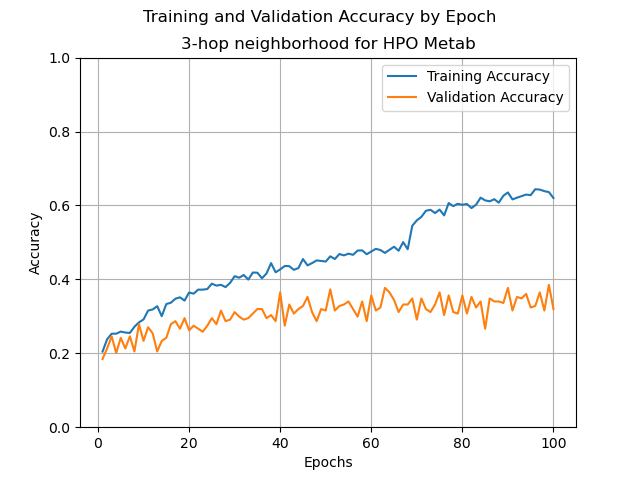 Training and Validation Accuracy by Epoch
3-hop neighborhood for HPO Metab
Training Accuracy
Validation Accuracy
Accuracy
1.0
0.8
0.6
0.4
0.2
0.0
0 20 40 60 80 100
Epochs